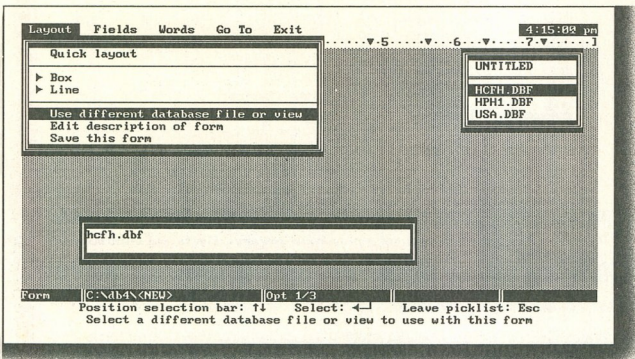 Layout Fields Words Go To Exit 4:15:09 pm
·····▼·5·····▼···6···▼·····7·▼·····]
Quick layout
► Box
► Line
Use different database file or view
Edit description of form
Save this form
UNTITLED
HCFH.DBF
HPH1.DBF
USA.DBF
hcfh.dbf
Form C:\db4\<NEW> Opt 1/3
Position selection bar: ↑↓ Select: ◄─┘ Leave picklist: Esc
Select a different database file or view to use with this form